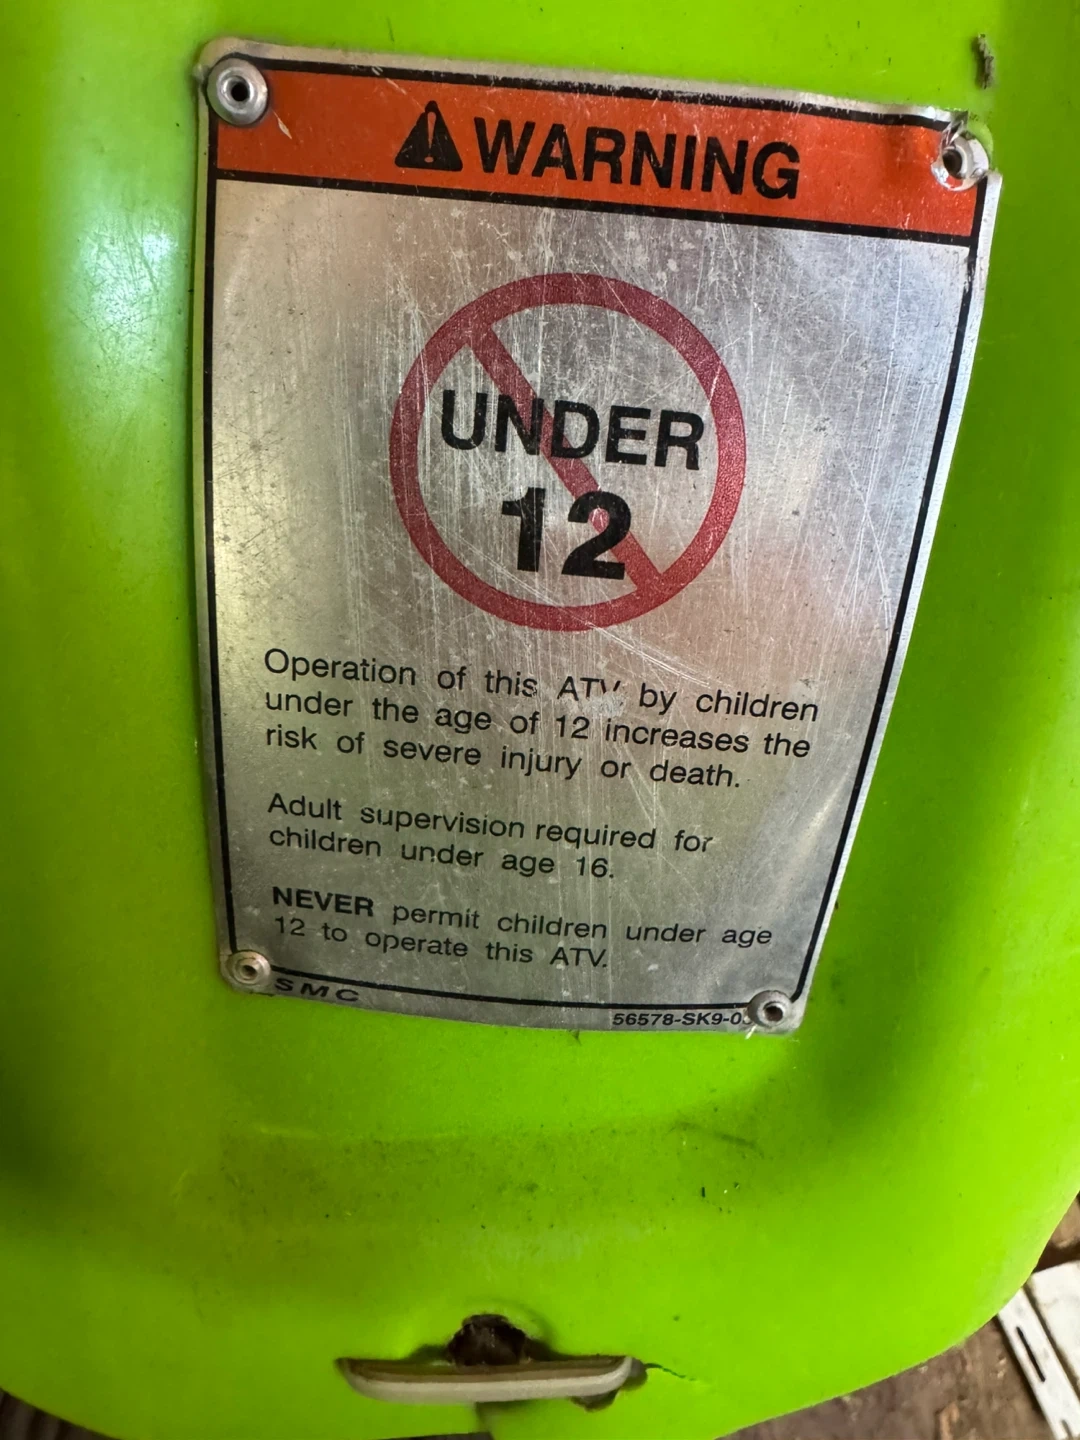 WARNING
UNDER
12
Operation of this ATV by children
under the age of 12 increases the
risk of severe injury or death.
Adult supervision required for
children under age 16.
NEVER permit children under age
12 to operate this ATV.
SMC